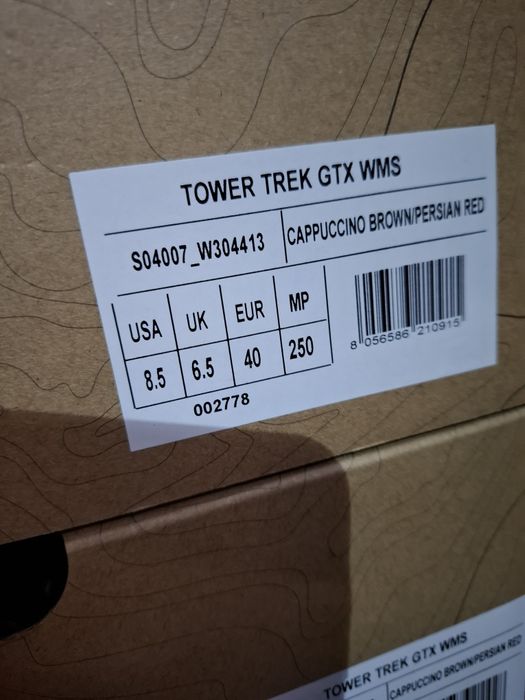 TOWER TREK GTX WMS
S04007_W304413 CAPPUCCINO BROWN/PERSIAN RED
USA UK EUR MP
8.5 6.5 40 250
8 056586 210915
002778
TOWER TREK GTX WMS
CAPPUCCINO BROWN/PERSIAN RED